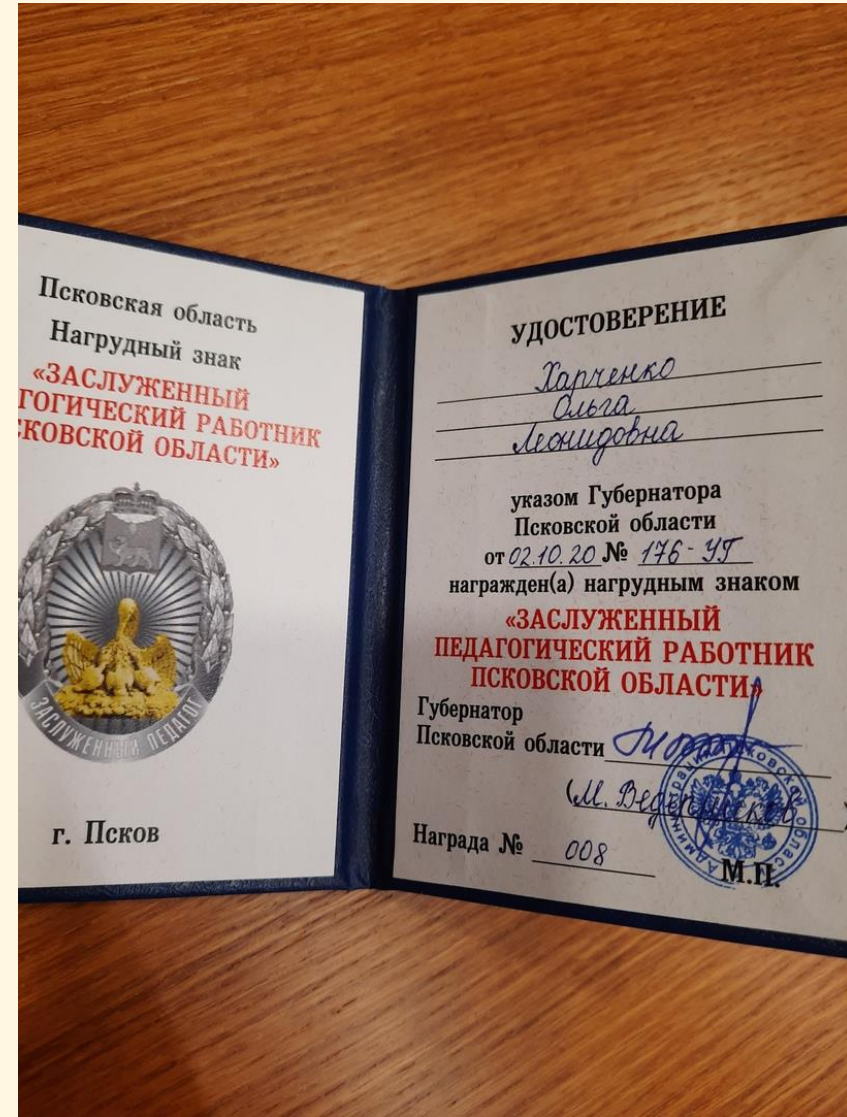 Псковская область
Нагрудный знак
«ЗАСЛУЖЕННЫЙ
ГОГИЧЕСКИЙ РАБОТНИК
СКОВСКОЙ ОБЛАСТИ»
ЗАСЛУЖЕННЫЙ ПЕДАГОГ
г. Псков
УДОСТОВЕРЕНИЕ
Харченко
Ольга
Леонидовна
указом Губернатора
Псковской области
от 02.10.20 № 176-УГ
награжден(а) нагрудным знаком
«ЗАСЛУЖЕННЫЙ
ПЕДАГОГИЧЕСКИЙ РАБОТНИК
ПСКОВСКОЙ ОБЛАСТИ»
Губернатор
Псковской области
(М. Ведерников)
Награда № 008
М.П.